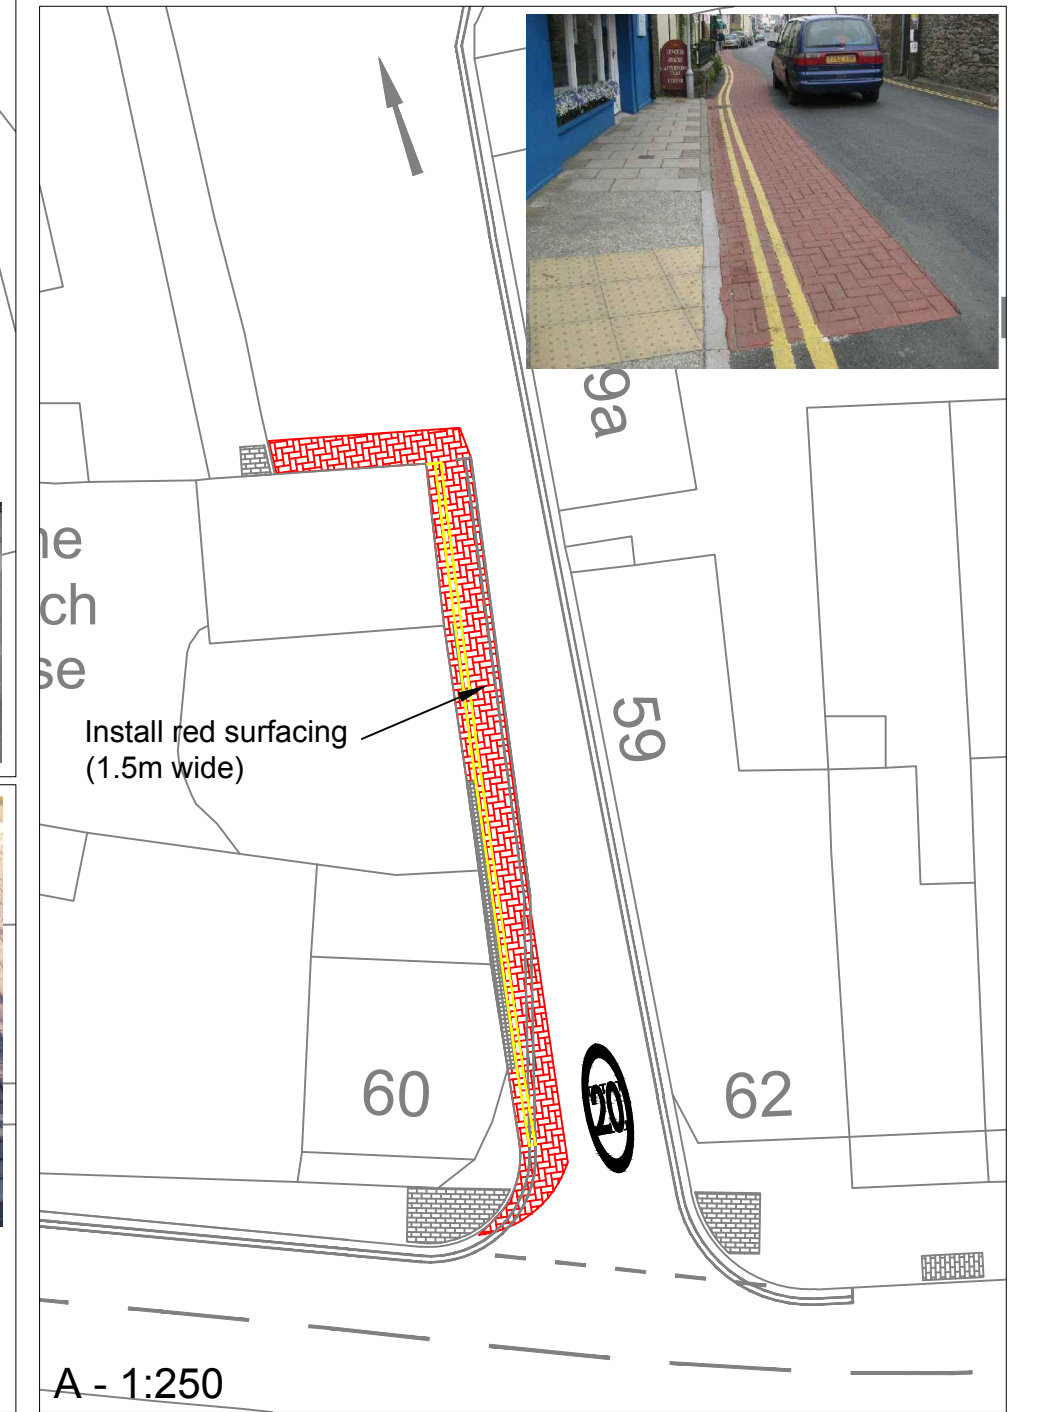 9a
ne
ch
se
59
Install red surfacing
(1.5m wide)
60
20
62
A - 1:250